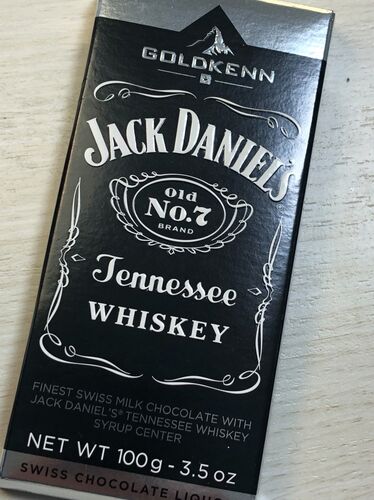 GOLDKENN
JACK DANIEL'S
Old
No.7
BRAND
Tennessee
WHISKEY
FINEST SWISS MILK CHOCOLATE WITH
JACK DANIEL'S® TENNESSEE WHISKEY
SYRUP CENTER
NET WT 100g - 3.5 oz
SWISS CHOCOLATE